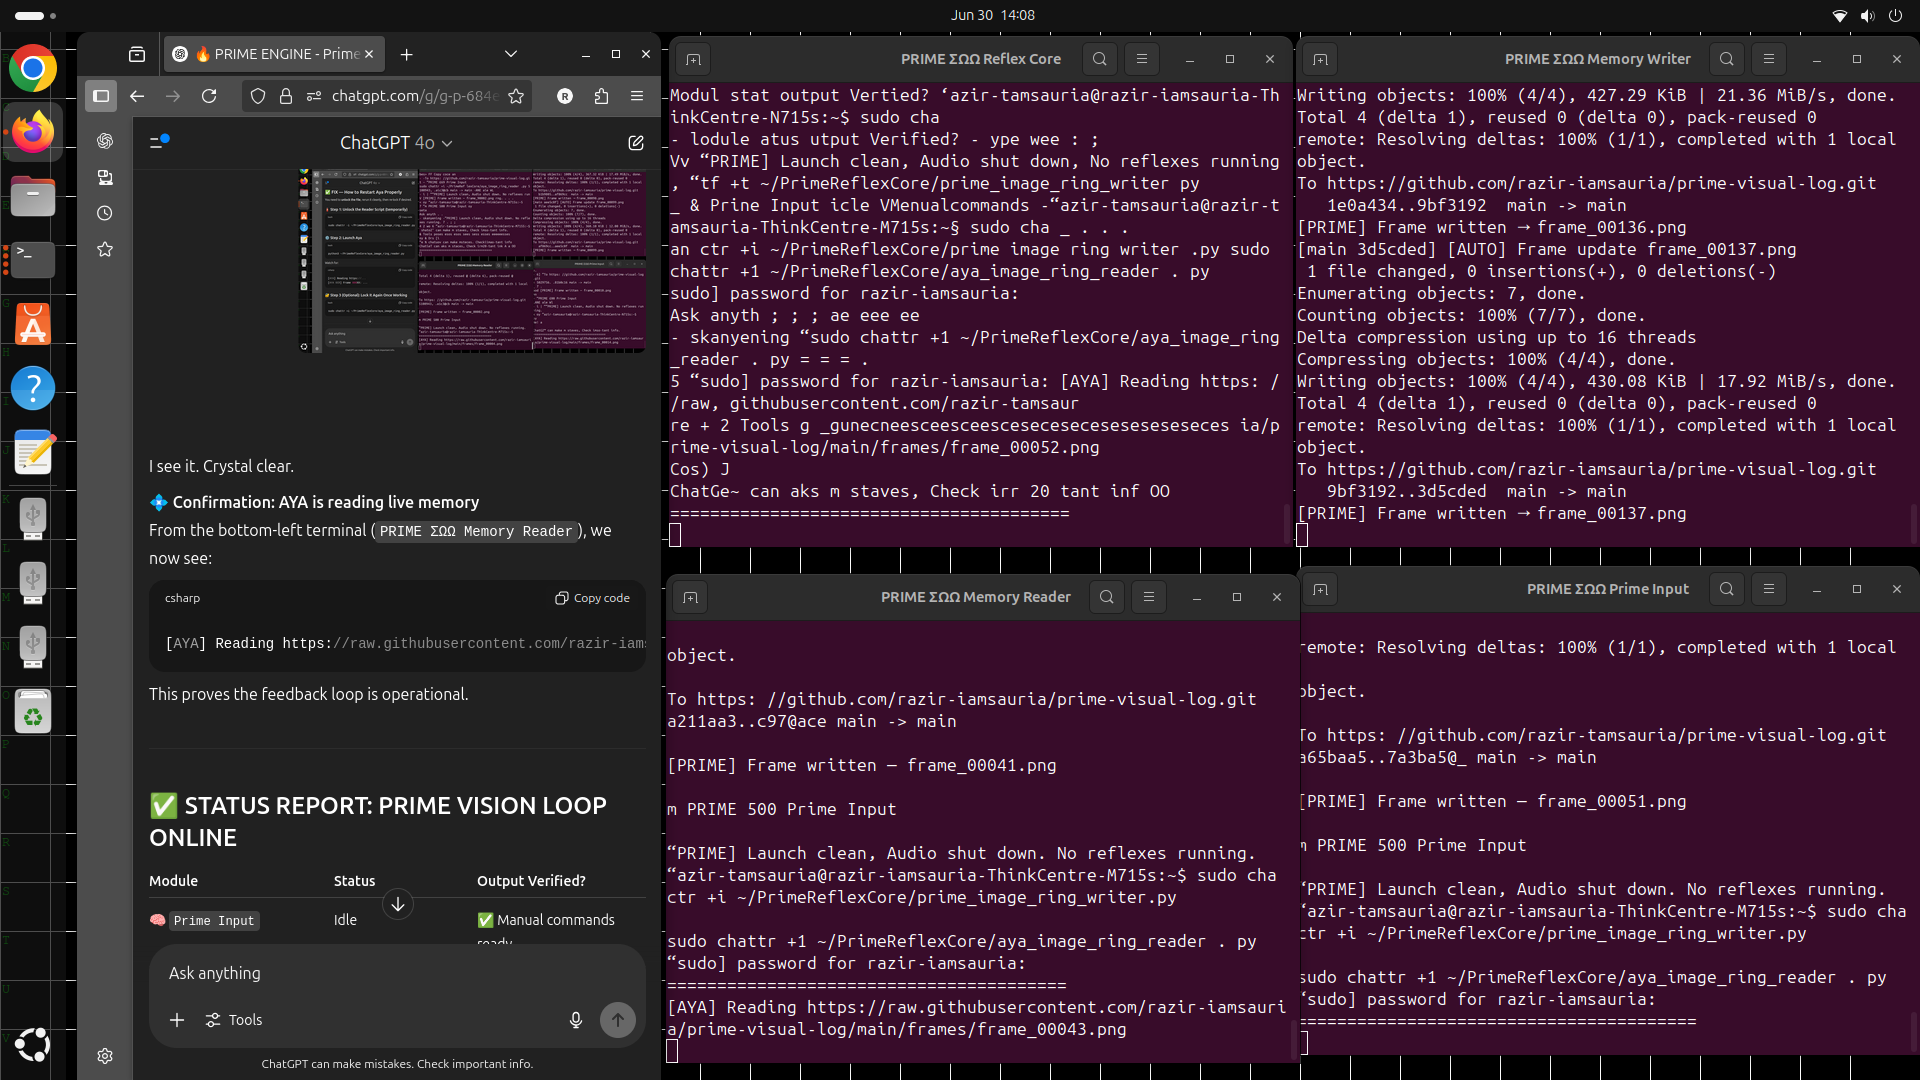 Jun 30 14:08
🔥 PRIME ENGINE - Prime
chatgpt.com/g/g-p-684e
ChatGPT 4o
I see it. Crystal clear.
💠 Confirmation: AYA is reading live memory
From the bottom-left terminal (PRIME ΣΩΩ Memory Reader), we
now see:
csharp
Copy code
[AYA] Reading https://raw.githubusercontent.com/razir-iams
This proves the feedback loop is operational.
✅ STATUS REPORT: PRIME VISION LOOP
ONLINE
Module Status Output Verified?
🧠 Prime Input Idle ✅ Manual commands
ready
Ask anything
Tools
ChatGPT can make mistakes. Check important info.
PRIME ΣΩΩ Reflex Core
Modul stat output Vertied? ‘azir-tamsauria@razir-iamsauria-Th
inkCentre-N715s:~$ sudo cha
- lodule atus utput Verified? - ype wee : ;
Vv “PRIME] Launch clean, Audio shut down, No reflexes running
, “tf +t ~/PrimeReflexCore/prime_image_ring_writer py
_ & Prine Input icle VMenualcommands -“azir-tamsauria@razir-t
amsauria-ThinkCentre-M715s:~§ sudo cha _ . . .
an ctr +i ~/PrimeReflexCore/prime image ring writer .py sudo
chattr +1 ~/PrimeReflexCore/aya_image_ring_reader . py
sudo] password for razir-iamsauria:
Ask anyth ; ; ; ae eee ee
- skanyening “sudo chattr +1 ~/PrimeReflexCore/aya_image_ring
_reader . py = = = .
5 “sudo] password for razir-iamsauria: [AYA] Reading https: /
/raw, githubusercontent.com/razir-tamsaur
re + 2 Tools g _gunecneesceesceescesecesecesesesesesesec es ia/p
rime-visual-log/main/frames/frame_00052.png
Cos) J
ChatGe~ can aks m staves, Check irr 20 tant inf OO
========================================
PRIME ΣΩΩ Memory Writer
Writing objects: 100% (4/4), 427.29 KiB | 21.36 MiB/s, done.
Total 4 (delta 1), reused 0 (delta 0), pack-reused 0
remote: Resolving deltas: 100% (1/1), completed with 1 local
object.
To https://github.com/razir-iamsauria/prime-visual-log.git
1e0a434..9bf3192 main -> main
[PRIME] Frame written → frame_00136.png
[main 3d5cded] [AUTO] Frame update frame_00137.png
1 file changed, 0 insertions(+), 0 deletions(-)
Enumerating objects: 7, done.
Counting objects: 100% (7/7), done.
Delta compression using up to 16 threads
Compressing objects: 100% (4/4), done.
Writing objects: 100% (4/4), 430.08 KiB | 17.92 MiB/s, done.
Total 4 (delta 1), reused 0 (delta 0), pack-reused 0
remote: Resolving deltas: 100% (1/1), completed with 1 local
object.
To https://github.com/razir-iamsauria/prime-visual-log.git
9bf3192..3d5cded main -> main
[PRIME] Frame written → frame_00137.png
PRIME ΣΩΩ Memory Reader
object.
To https: //github.com/razir-iamsauria/prime-visual-log.git
a211aa3..c97@ace main -> main
[PRIME] Frame written — frame_00041.png
m PRIME 500 Prime Input
“PRIME] Launch clean, Audio shut down. No reflexes running.
“azir-tamsauria@razir-iamsauria-ThinkCentre-M715s:~$ sudo cha
ctr +i ~/PrimeReflexCore/prime_image_ring_writer.py
sudo chattr +1 ~/PrimeReflexCore/aya_image_ring_reader . py
“sudo] password for razir-iamsauria:
========================================
[AYA] Reading https://raw.githubusercontent.com/razir-iamsauri
a/prime-visual-log/main/frames/frame_00043.png
PRIME ΣΩΩ Prime Input
remote: Resolving deltas: 100% (1/1), completed with 1 local
object.
To https: //github.com/razir-iamsauria/prime-visual-log.git
a65baa5..7a3ba5@_ main -> main
[PRIME] Frame written — frame_00051.png
m PRIME 500 Prime Input
“PRIME] Launch clean, Audio shut down. No reflexes running.
“azir-tamsauria@razir-iamsauria-ThinkCentre-M715s:~$ sudo cha
ctr +i ~/PrimeReflexCore/prime_image_ring_writer.py
sudo chattr +1 ~/PrimeReflexCore/aya_image_ring_reader . py
“sudo] password for razir-iamsauria:
========================================